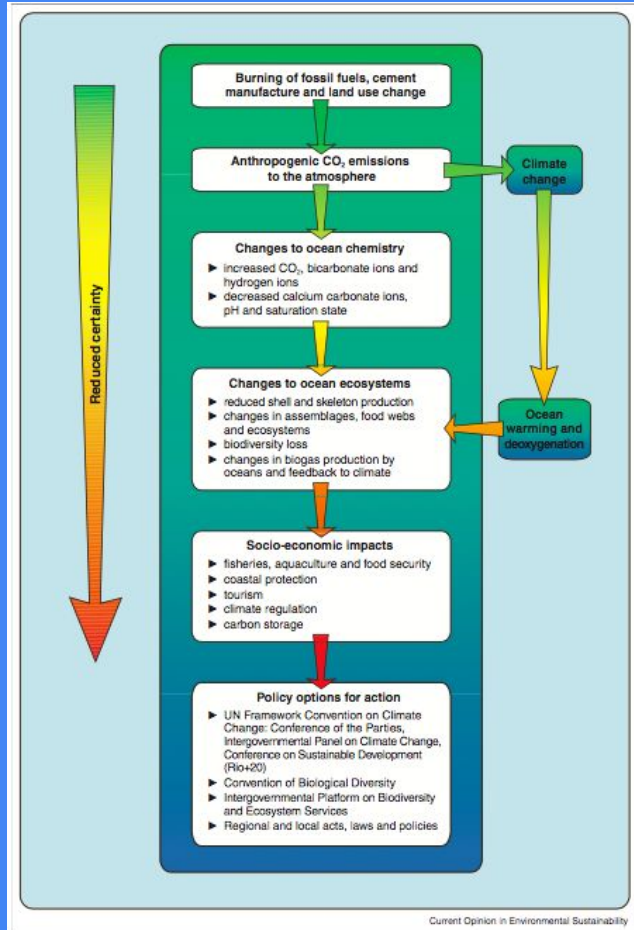 Burning of fossil fuels, cement
manufacture and land use change
Anthropogenic CO₂ emissions
to the atmosphere
Climate
change
Changes to ocean chemistry
► increased CO₂, bicarbonate ions and
hydrogen ions
► decreased calcium carbonate ions,
pH and saturation state
Reduced certainty
Changes to ocean ecosystems
► reduced shell and skeleton production
► changes in assemblages, food webs
and ecosystems
► biodiversity loss
► changes in biogas production by
oceans and feedback to climate
Ocean
warming and
deoxygenation
Socio-economic impacts
► fisheries, aquaculture and food security
► coastal protection
► tourism
► climate regulation
► carbon storage
Policy options for action
► UN Framework Convention on Climate
Change: Conference of the Parties,
Intergovernmental Panel on Climate Change,
Conference on Sustainable Development
(Rio+20)
► Convention of Biological Diversity
► Intergovernmental Platform on Biodiversity
and Ecosystem Services
► Regional and local acts, laws and policies
Current Opinion in Environmental Sustainability